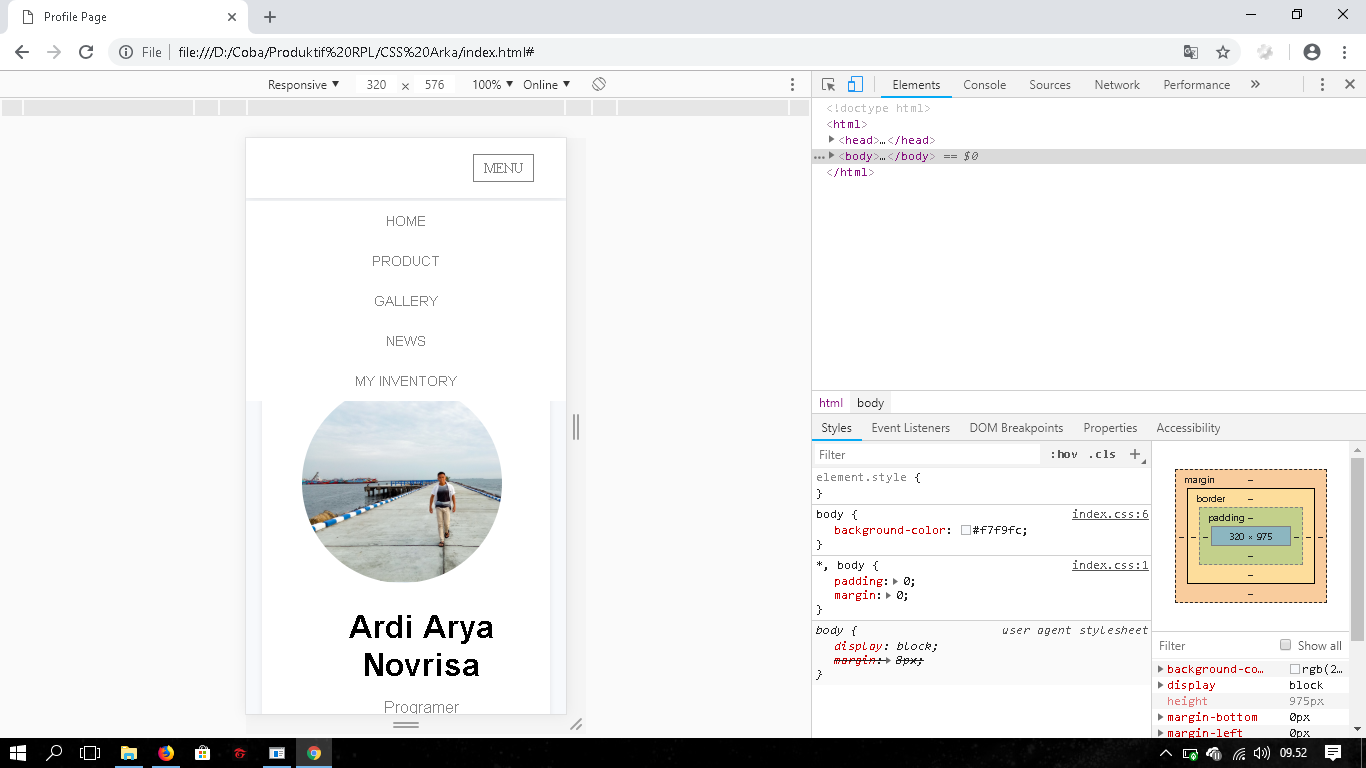 Profile Page
File file:///D:/Coba/Produktif%20RPL/CSS%20Arka/index.html#
Responsive 320 × 576 100% Online
Elements Console Sources Network Performance »
<!doctype html>
<html>
<head>…</head>
… <body>…</body> == $0
</html>
MENU
HOME
PRODUCT
GALLERY
NEWS
MY INVENTORY
Ardi Arya
Novrisa
Programer
html body
Styles Event Listeners DOM Breakpoints Properties Accessibility
Filter :hov .cls +
element.style {
}
body { index.css:6
background-color: #f7f9fc;
}
*, body { index.css:1
padding: 0;
margin: 0;
}
body { user agent stylesheet
display: block;
margin: 8px;
}
margin –
border –
padding –
– – – 320 × 975 – – –
–
–
–
Filter Show all
background-co… rgb(2…
display block
height 975px
margin-bottom 0px
margin-left 0px
09.52